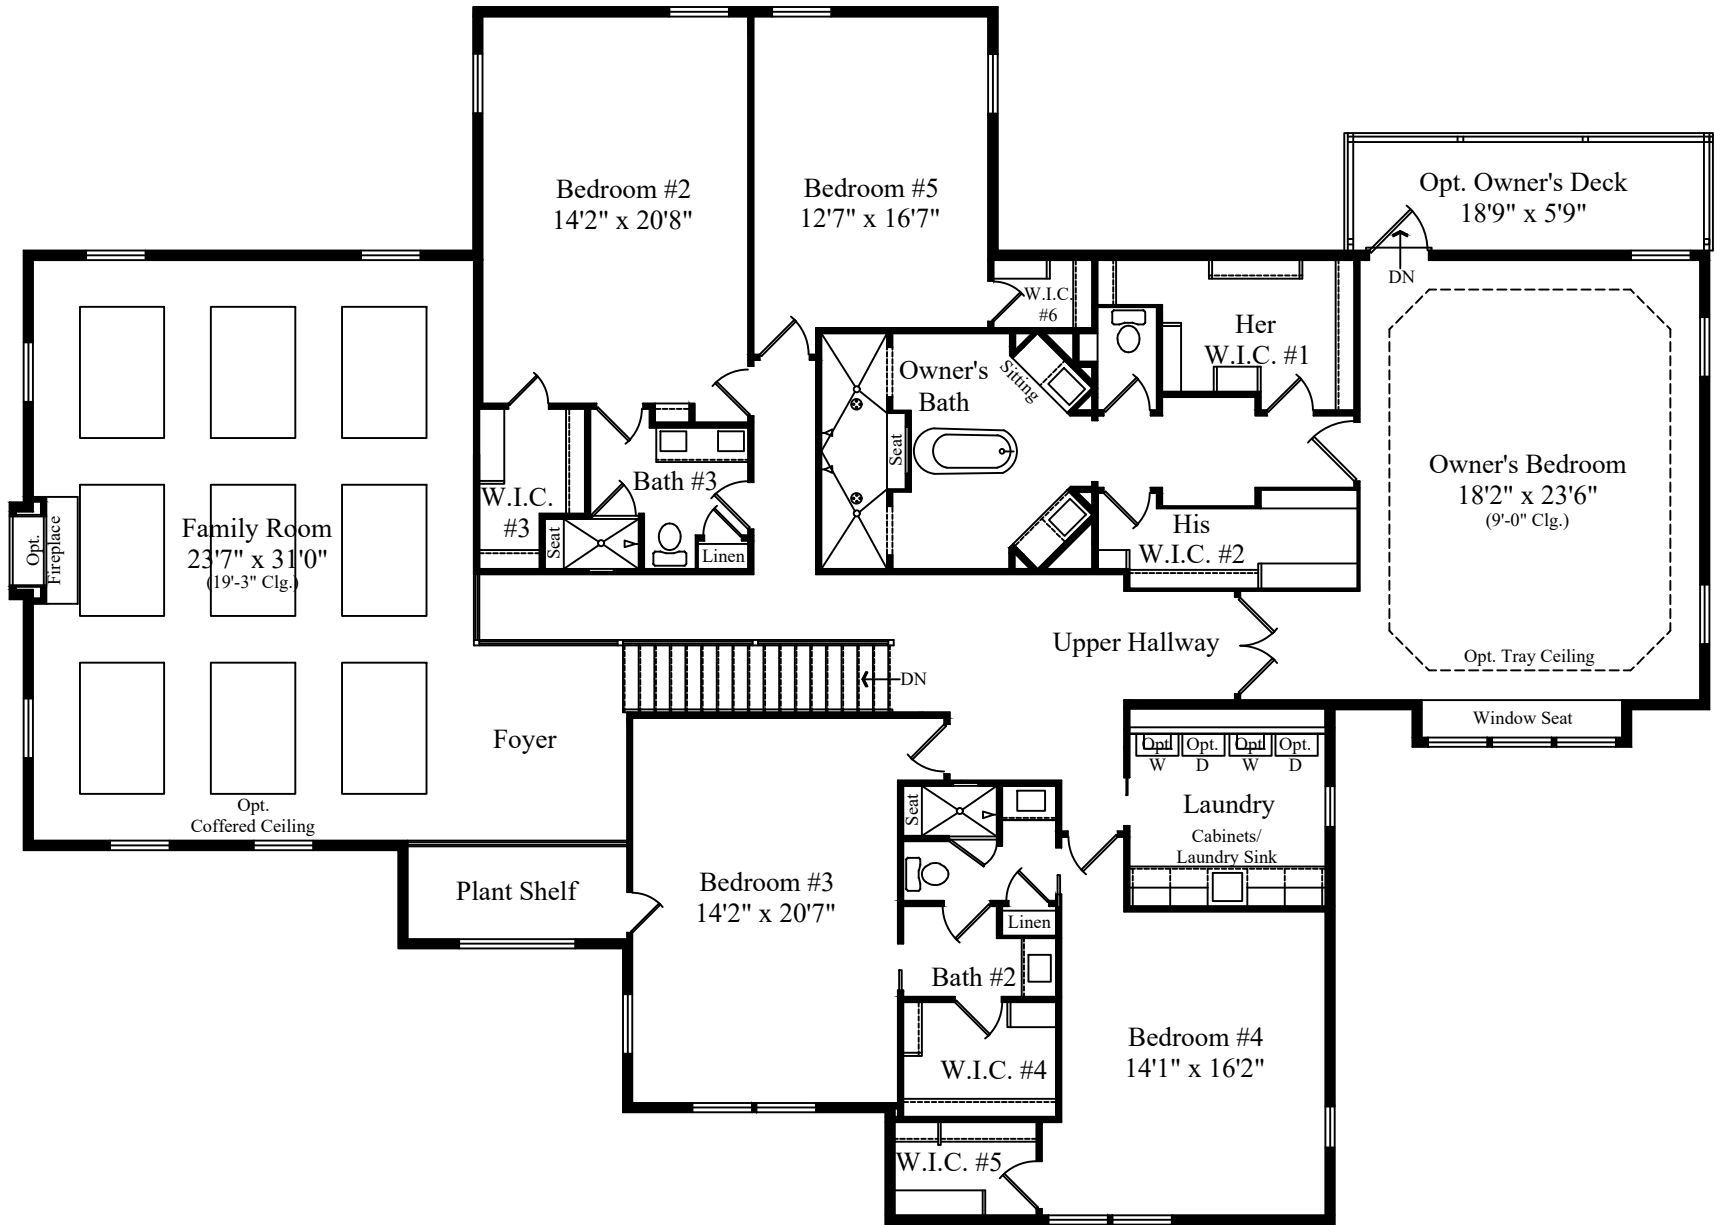 Bedroom #2
14'2" x 20'8"
Bedroom #5
12'7" x 16'7"
Opt. Owner's Deck
18'9" x 5'9"
DN
W.I.C.
#6
Her
W.I.C. #1
Owner's
Bath
Sitting
Seat
Owner's Bedroom
18'2" x 23'6"
(9'-0" Clg.)
Opt. Tray Ceiling
Window Seat
His
W.I.C. #2
W.I.C.
#3
Bath #3
Seat
Linen
Family Room
23'7" x 31'0"
(19'-3" Clg.)
Opt.
Fireplace
Upper Hallway
DN
Foyer
Opt.
Coffered Ceiling
Plant Shelf
Bedroom #3
14'2" x 20'7"
Seat
Linen
Bath #2
W.I.C. #4
W.I.C. #5
Opt.
W
Opt.
D
Opt.
W
Opt.
D
Laundry
Cabinets/
Laundry Sink
Bedroom #4
14'1" x 16'2"